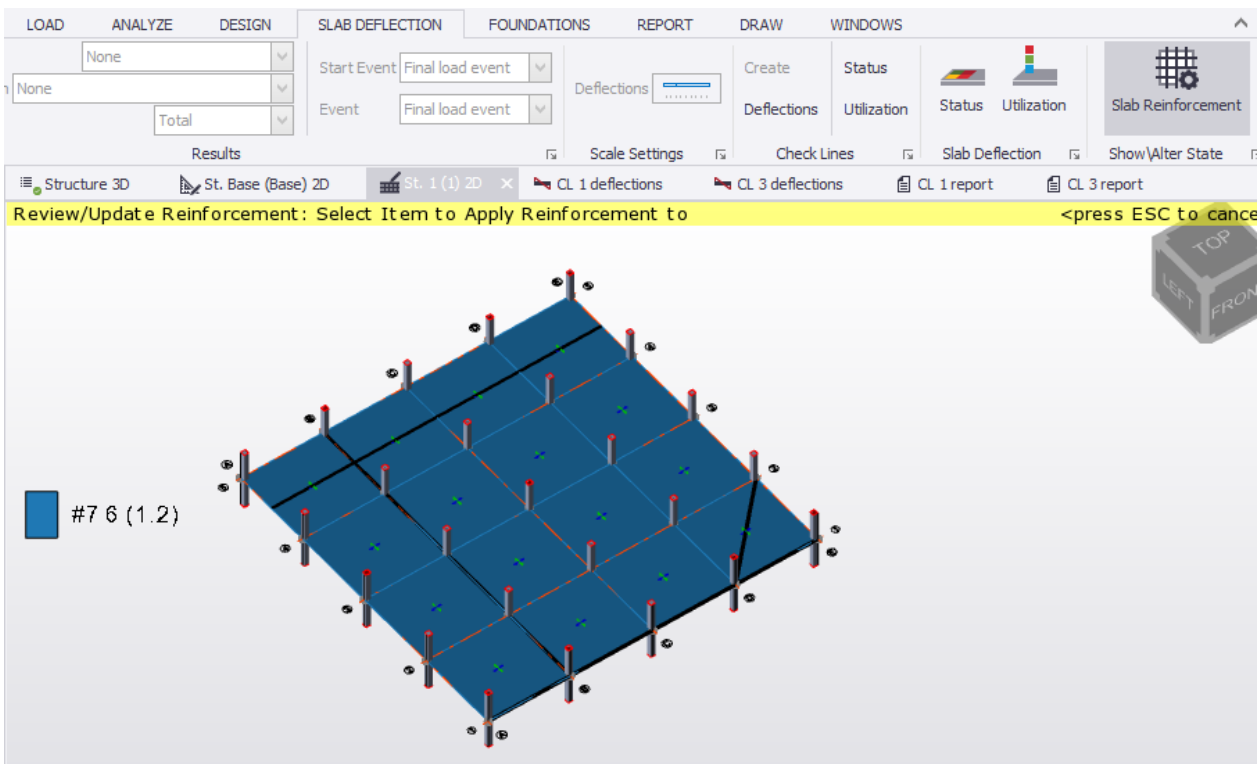 LOAD ANALYZE DESIGN SLAB DEFLECTION FOUNDATIONS REPORT DRAW WINDOWS
None Start Event Final load event Create Status
None Deflections Status Utilization Slab Reinforcement
Total Event Final load event Deflections Utilization
Results Scale Settings Check Lines Slab Deflection Show\Alter State
Structure 3D St. Base (Base) 2D St. 1 (1) 2D CL 1 deflections CL 3 deflections CL 1 report CL 3 report
Review/Update Reinforcement: Select Item to Apply Reinforcement to <press ESC to cance
TOP
LEFT FRON
#7 6 (1.2)